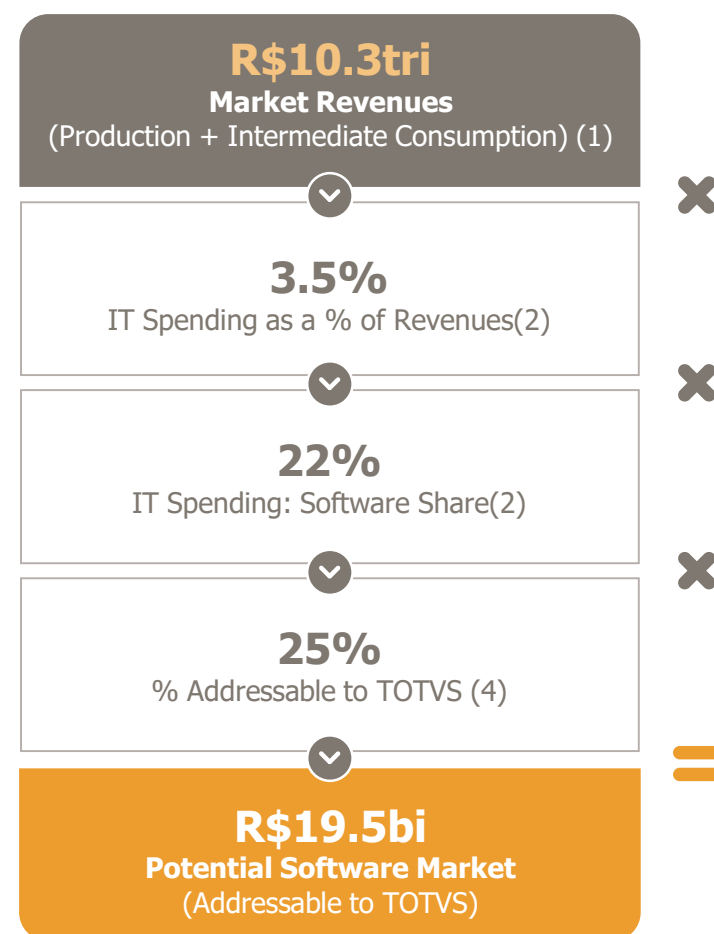 R$10.3tri
Market Revenues
(Production + Intermediate Consumption) (1)
3.5%
IT Spending as a % of Revenues(2)
22%
IT Spending: Software Share(2)
25%
% Addressable to TOTVS (4)
R$19.5bi
Potential Software Market
(Addressable to TOTVS)